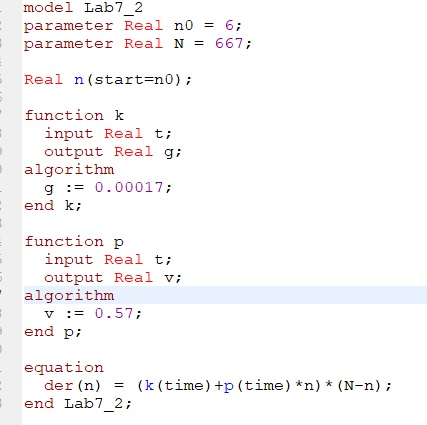 model Lab7_2
parameter Real n0 = 6;
parameter Real N = 667;
Real n(start=n0);
function k
input Real t;
output Real g;
algorithm
g := 0.00017;
end k;
function p
input Real t;
output Real v;
algorithm
v := 0.57;
end p;
equation
der(n) = (k(time)+p(time)*n)*(N-n);
end Lab7_2;